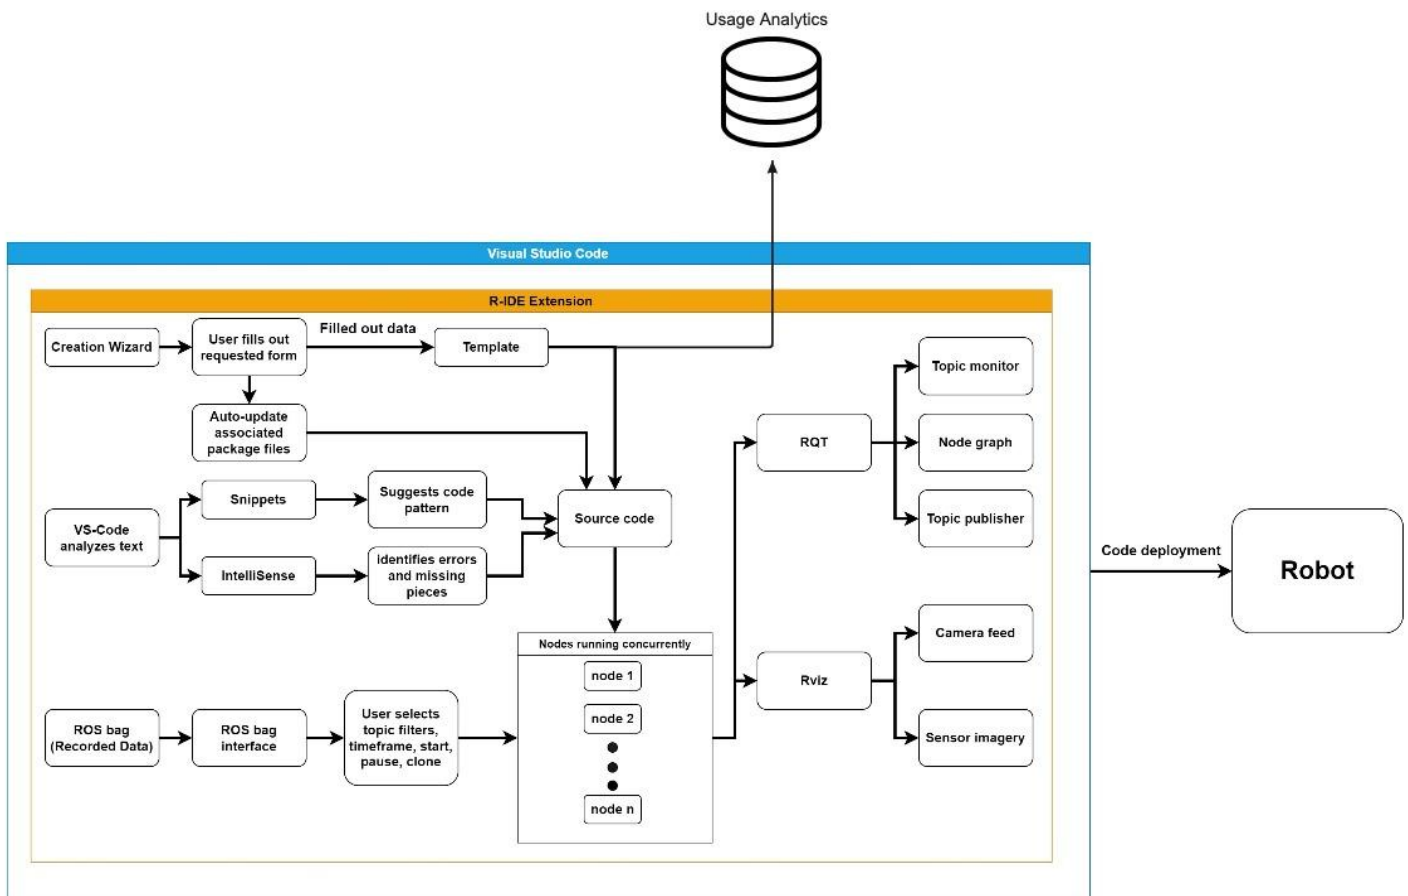 Usage Analytics
Visual Studio Code
R-IDE Extension
Creation Wizard
User fills out
requested form
Filled out data
Template
Auto-update
associated
package files
VS-Code
analyzes text
Snippets
Suggests code
pattern
IntelliSense
identifies errors
and missing
pieces
Source code
ROS bag
(Recorded Data)
ROS bag
interface
User selects
topic filters,
timeframe, start,
pause, clone
Nodes running concurrently
node 1
node 2
node n
RQT
Topic monitor
Node graph
Topic publisher
Rviz
Camera feed
Sensor imagery
Code deployment
Robot